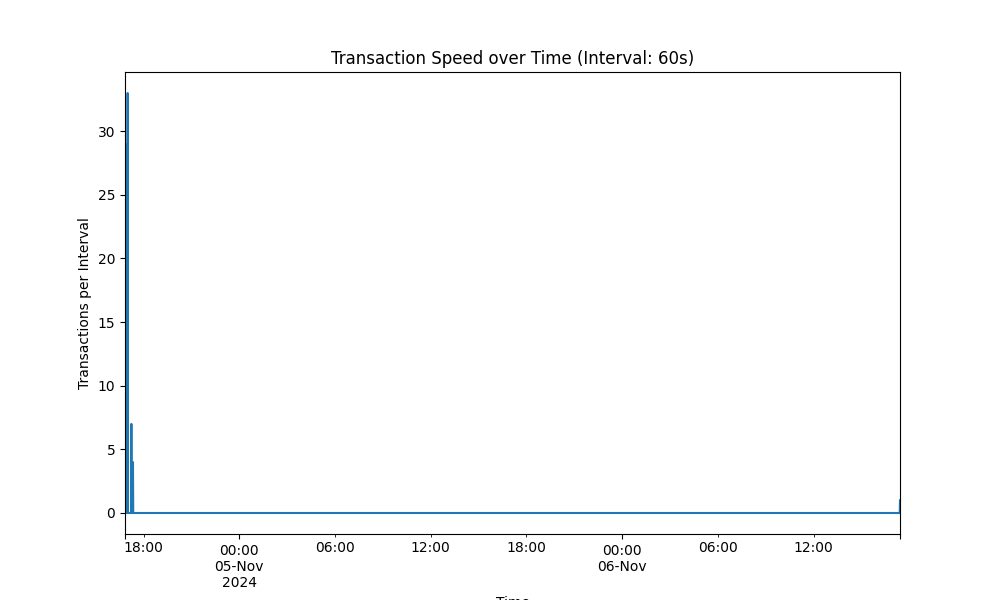 Transaction Speed over Time (Interval: 60s)
Transactions per Interval
30
25
20
15
10
5
0
18:00 00:00 06:00 12:00 18:00 00:00 06:00 12:00
05-Nov 06-Nov
2024
Time